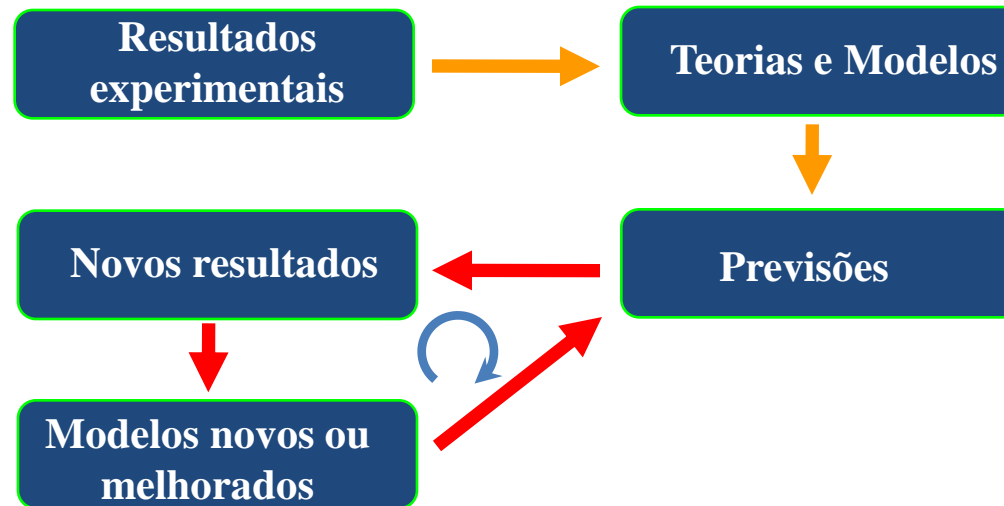 Resultados
experimentais
Teorias e Modelos
Novos resultados
Previsões
Modelos novos ou
melhorados